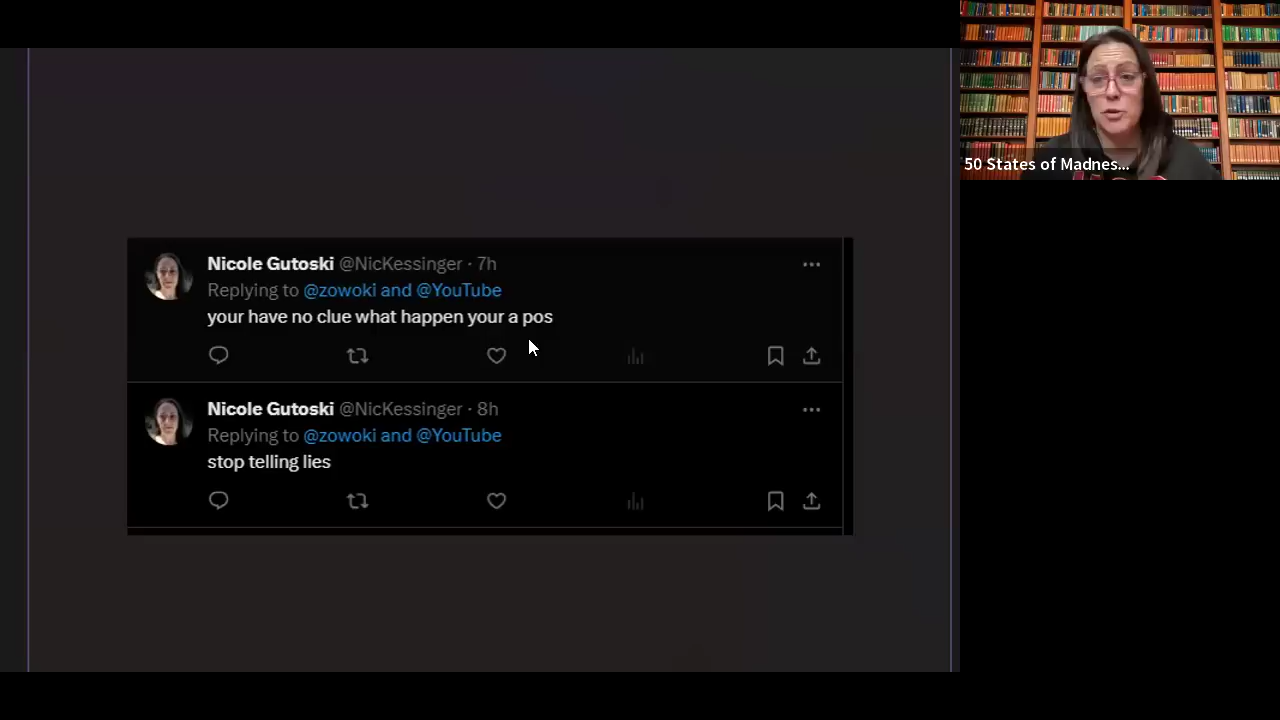 50 States of Madnes...
Nicole Gutoski @NicKessinger · 7h
Replying to @zowoki and @YouTube
your have no clue what happen your a pos
Nicole Gutoski @NicKessinger · 8h
Replying to @zowoki and @YouTube
stop telling lies